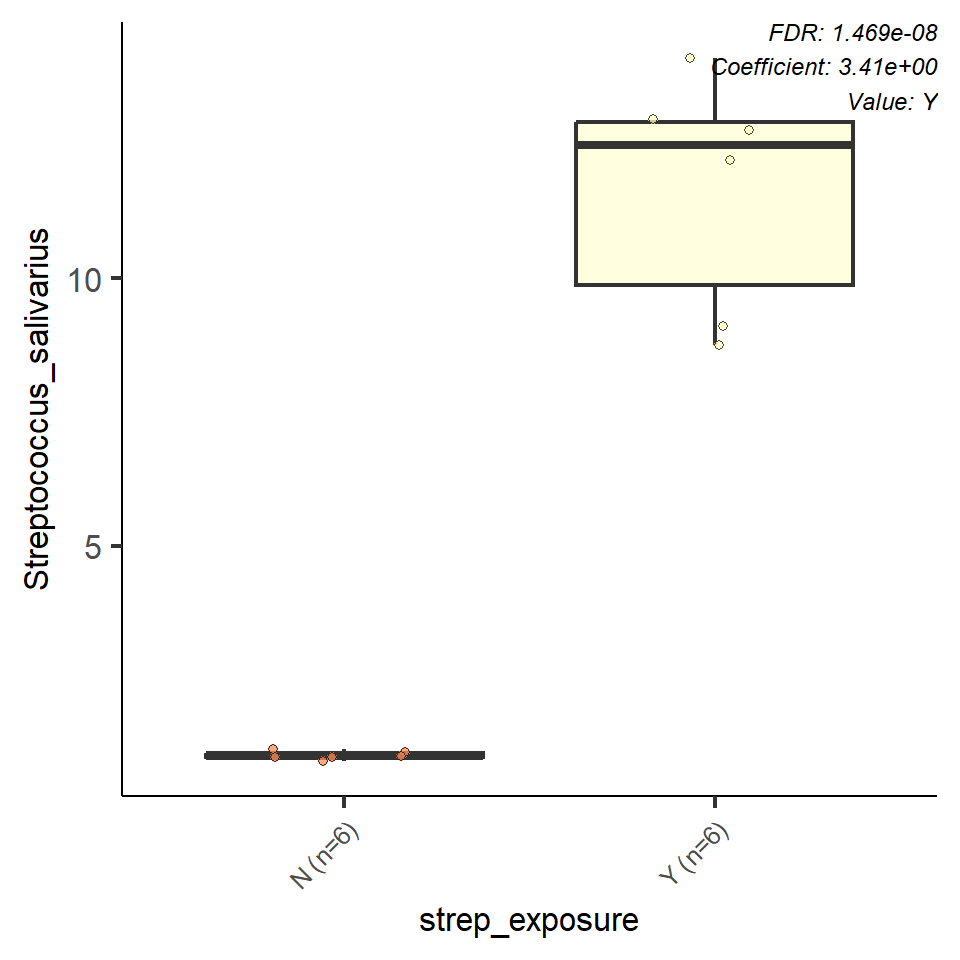 FDR: 1.469e-08
Coefficient: 3.41e+00
Value: Y
Streptococcus_salivarius
10
5
N (n=6)
Y (n=6)
strep_exposure